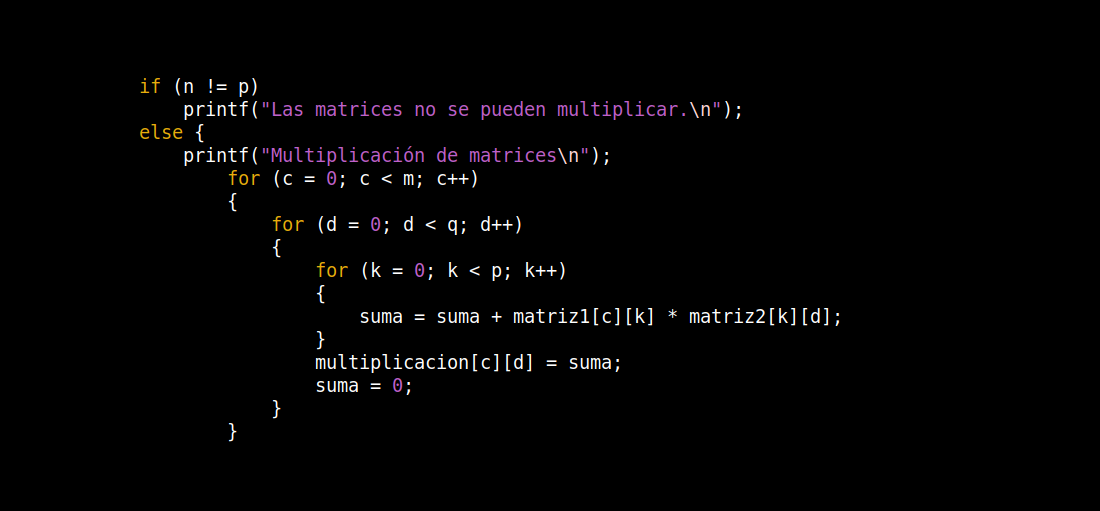 if (n != p)
    printf("Las matrices no se pueden multiplicar.\n");
else {
    printf("Multiplicación de matrices\n");
        for (c = 0; c < m; c++)
        {
            for (d = 0; d < q; d++)
            {
                for (k = 0; k < p; k++)
                {
                    suma = suma + matriz1[c][k] * matriz2[k][d];
                }
                multiplicacion[c][d] = suma;
                suma = 0;
            }
        }